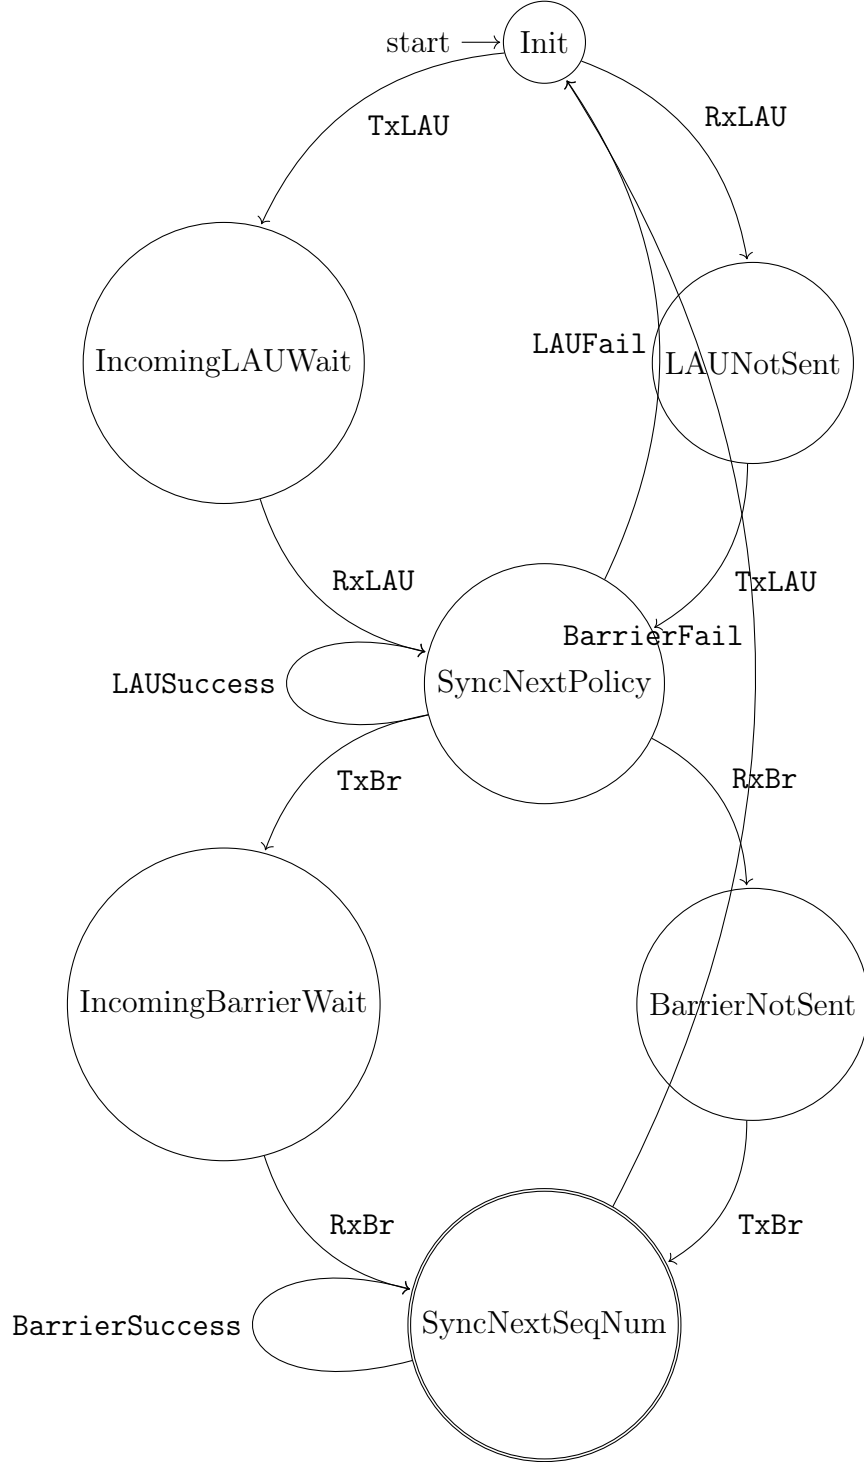 start
Init
TxLAU
RxLAU
IncomingLAUWait
LAUFail
LAUNotSent
RxLAU
TxLAU
BarrierFail
LAUSuccess
SyncNextPolicy
TxBr
RxBr
IncomingBarrierWait
BarrierNotSent
RxBr
TxBr
BarrierSuccess
SyncNextSeqNum